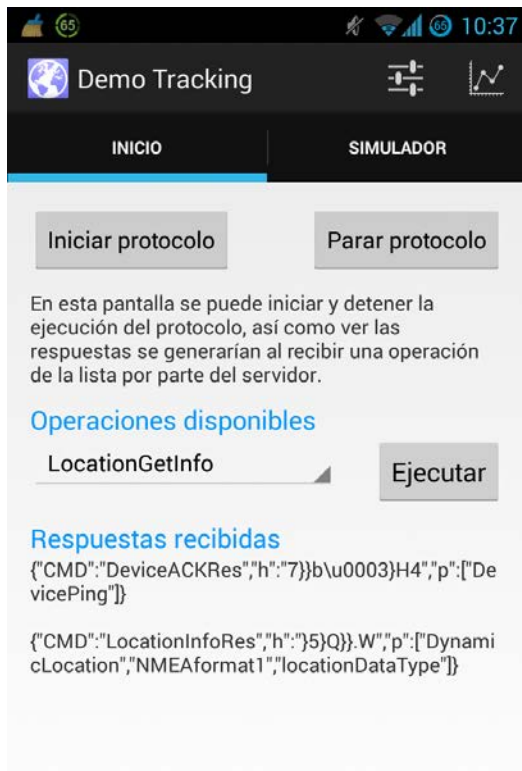 65
65
10:37
Demo Tracking
INICIO
SIMULADOR
Iniciar protocolo
Parar protocolo
En esta pantalla se puede iniciar y detener la
ejecución del protocolo, así como ver las
respuestas se generarían al recibir una operación
de la lista por parte del servidor.
Operaciones disponibles
LocationGetInfo
Ejecutar
Respuestas recibidas
{"CMD":"DeviceACKRes","h":"7}}b\u0003}H4","p":["De
vicePing"]}
{"CMD":"LocationInfoRes","h":"}5}Q}}.W","p":["Dynami
cLocation","NMEAformat1","locationDataType"]}